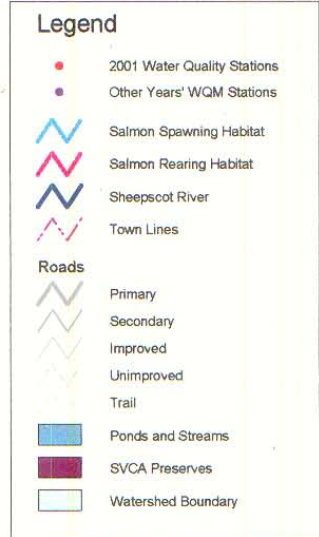 Legend
2001 Water Quality Stations
Other Years' WQM Stations
Salmon Spawning Habitat
Salmon Rearing Habitat
Sheepscot River
Town Lines
Roads
Primary
Secondary
Improved
Unimproved
Trail
Ponds and Streams
SVCA Preserves
Watershed Boundary